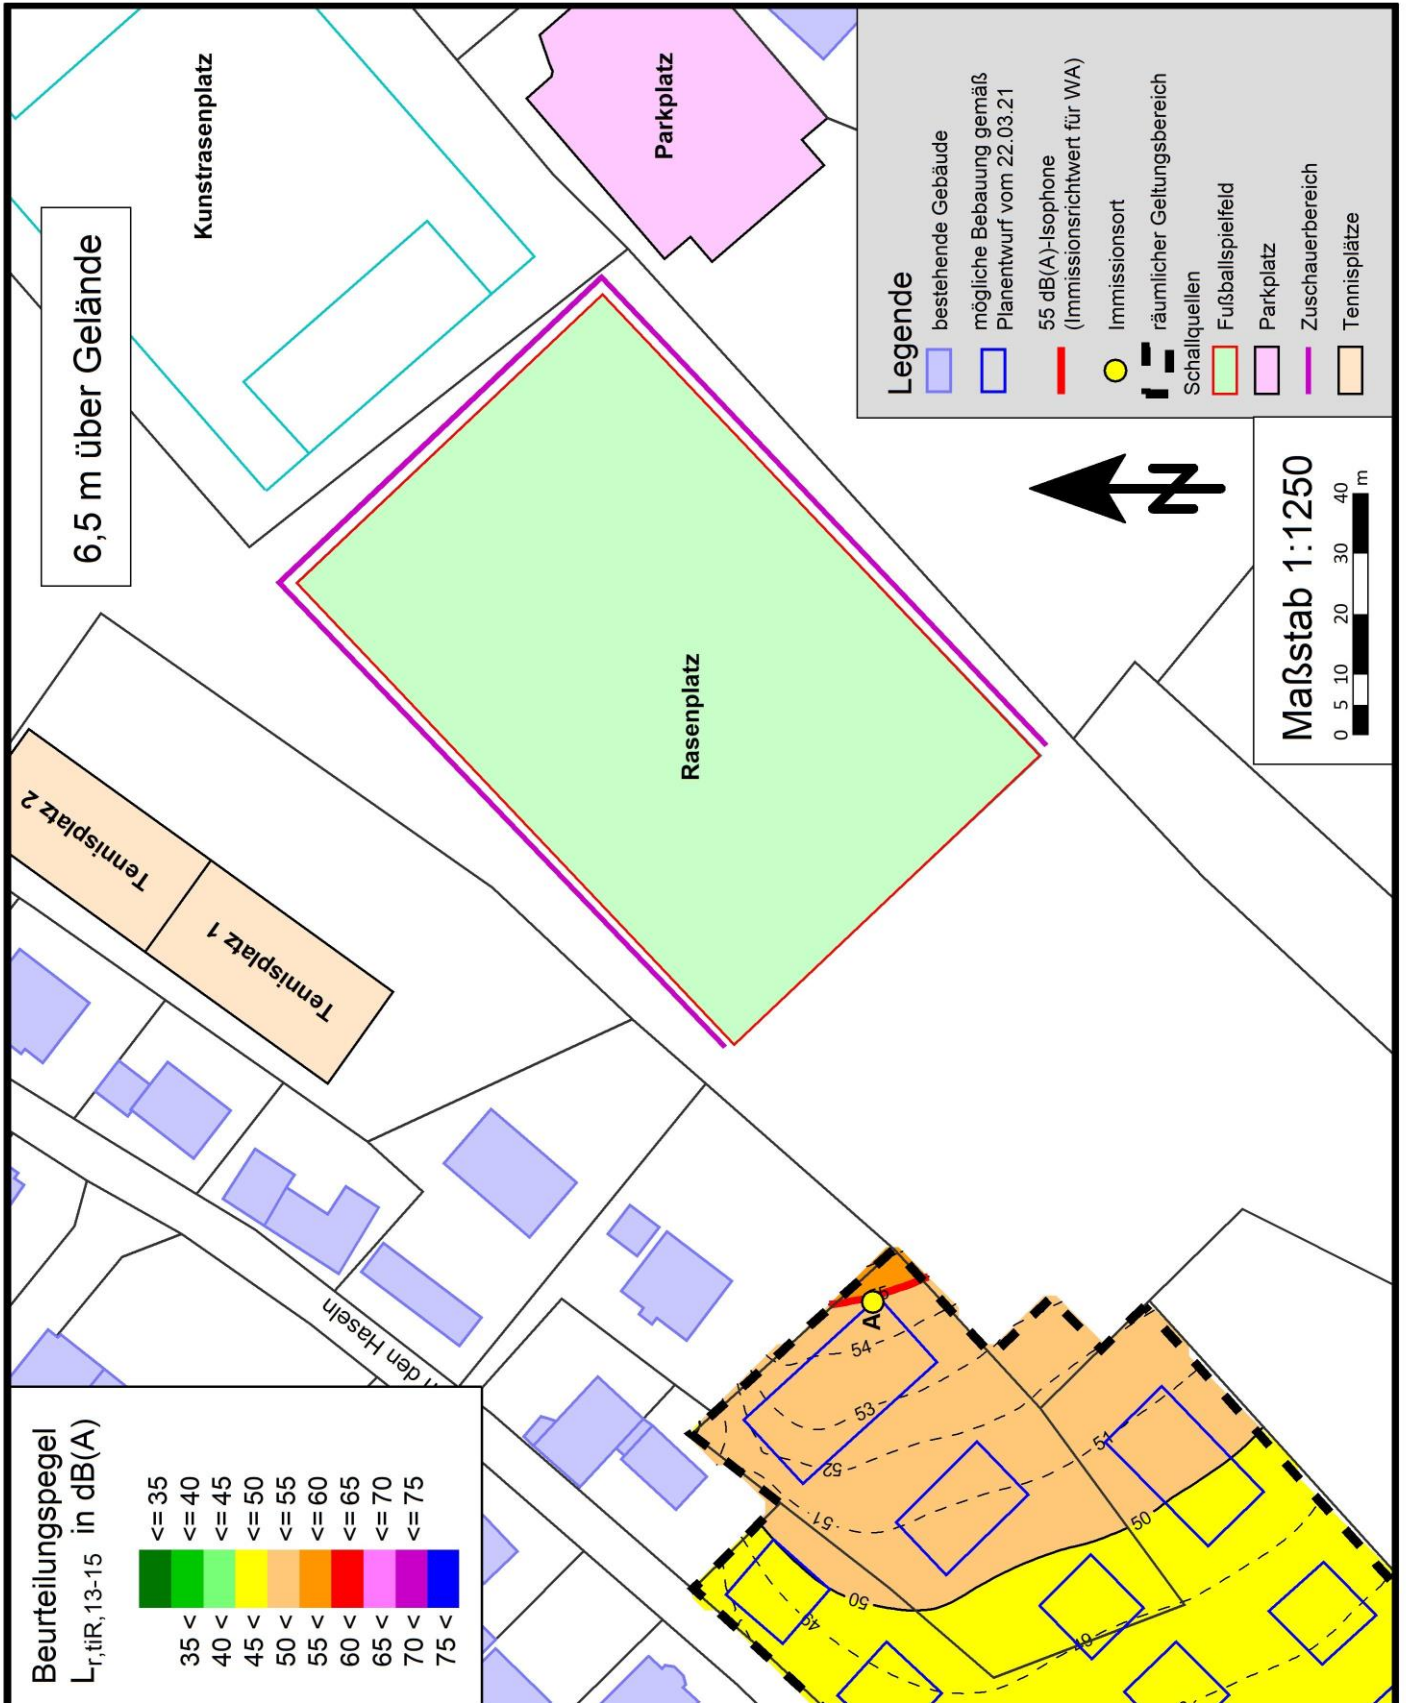 Beurteilungspegel
Lr,tiR,13-15 in dB(A)
<= 35
35 < <= 40
40 < <=45
45 < <= 50
50 < <= 55
55 < <= 60
60 < <= 65
65 < <= 70
70 < <= 75
75 <
6,5 m über Gelände
Kunstrasenplatz
Parkplatz
Rasenplatz
Tennisplatz 2
Tennisplatz 1
den Haseln
A
54
53
52
51
51
50
50
49
49
Legende
bestehende Gebäude
mögliche Bebauung gemäß
Planentwurf vom 22.03.21
55 dB(A)-Isophone
(Immissionsrichtwert für WA)
Immissionsort
räumlicher Geltungsbereich
Schallquellen
Fußballspielfeld
Parkplatz
Zuschauerbereich
Tennisplätze
N
Maßstab 1:1250
0 5 10 20 30 40
m